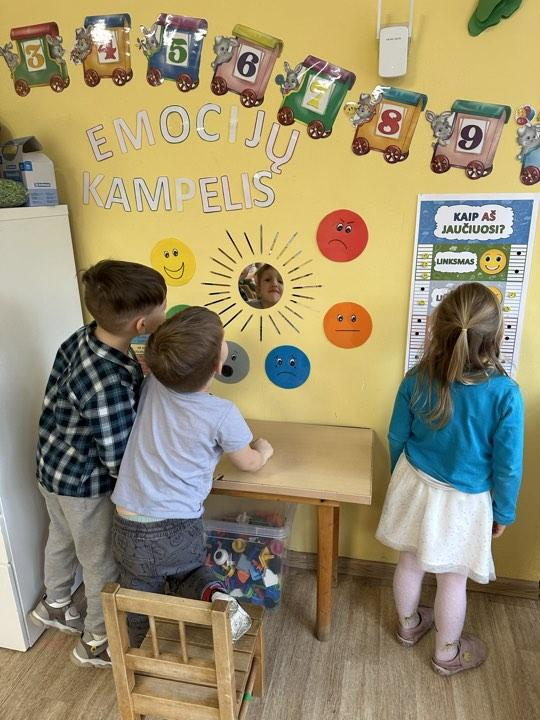 3 4 5 6 7 8 9
EMOCIJŲ
KAMPELIS
KAIP AŠ
JAUČIUOSI?
LINKSMAS